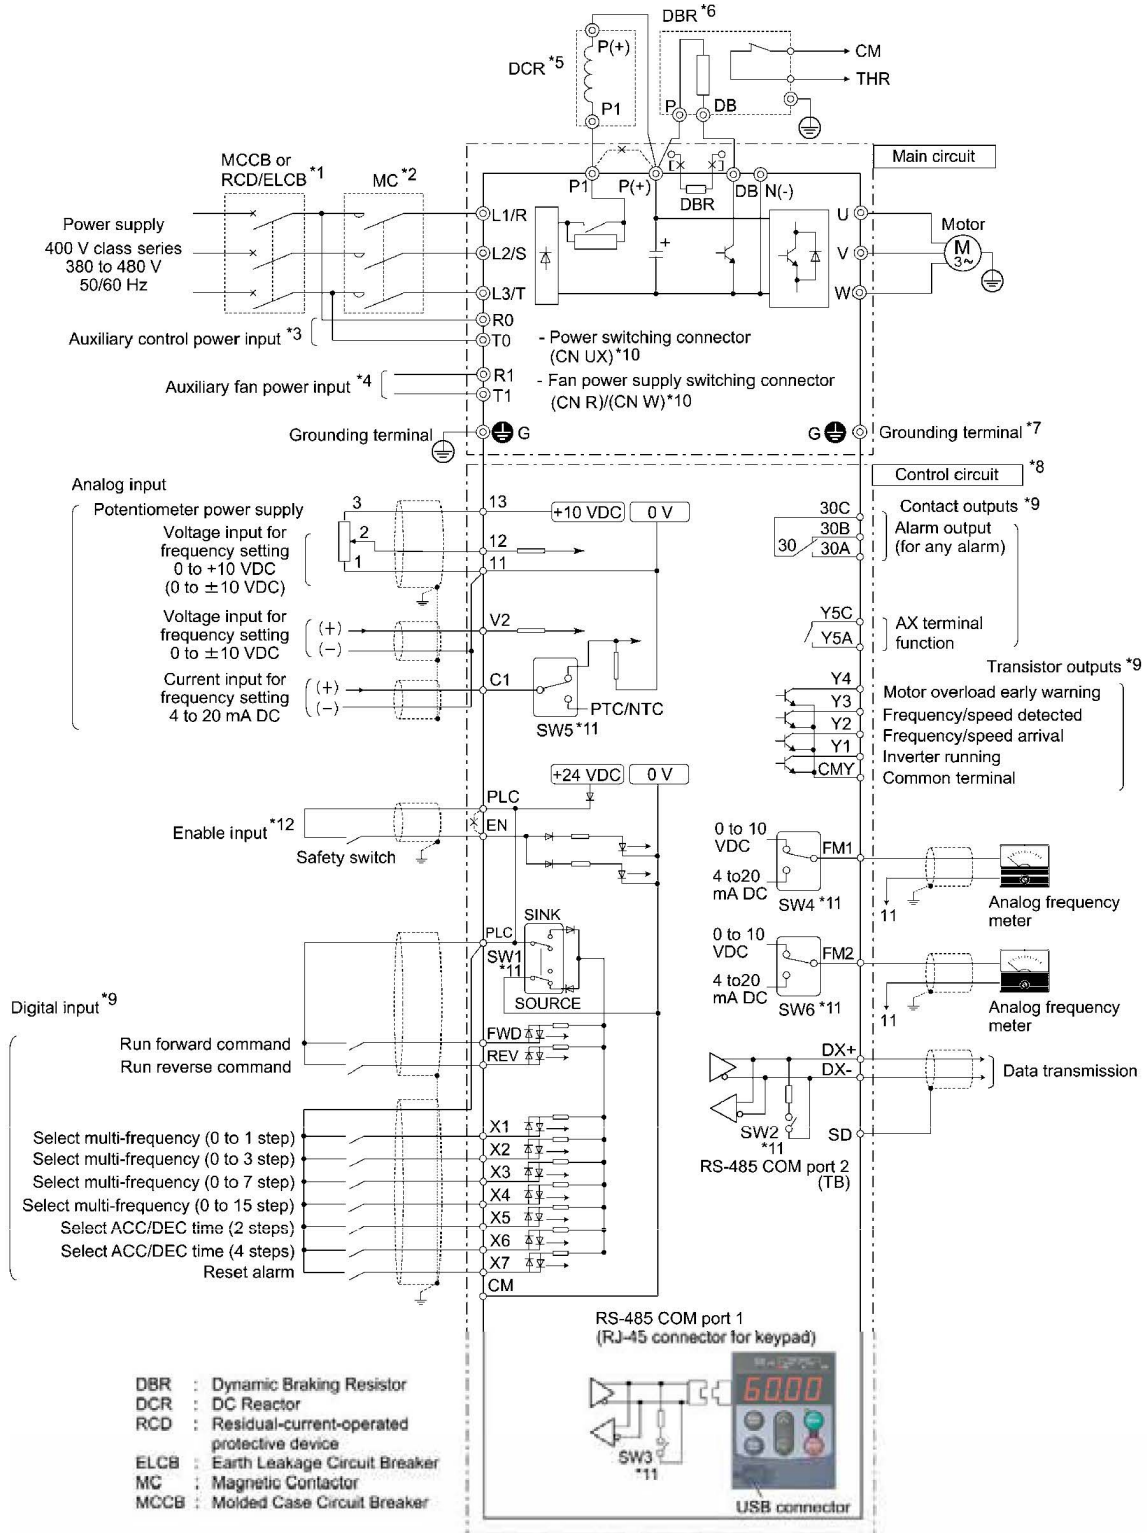 DBR *6
P(+)
DCR *5
CM
THR
P1
P
DB
Main circuit
MCCB or
RCD/ELCB *1
MC *2
P1
P(+)
DBR
DB
N(-)
Power supply
400 V class series
380 to 480 V
50/60 Hz
L1/R
L2/S
L3/T
+
U
V
W
Motor
M
3~
Auxiliary control power input *3
R0
T0
- Power switching connector
(CN UX) *10
Auxiliary fan power input *4
R1
T1
- Fan power supply switching connector
(CN R)/(CN W) *10
Grounding terminal
G
G
Grounding terminal *7
Control circuit *8
Analog input
Potentiometer power supply
3
13
+10 VDC
0 V
Voltage input for
frequency setting
0 to +10 VDC
(0 to ±10 VDC)
2
12
1
11
Voltage input for
frequency setting
0 to ±10 VDC
(+)
(−)
V2
Current input for
frequency setting
4 to 20 mA DC
(+)
(−)
C1
PTC/NTC
SW5 *11
30C
30B
30A
30
Contact outputs *9
Alarm output
(for any alarm)
Y5C
Y5A
AX terminal
function
Transistor outputs *9
Y4
Motor overload early warning
Y3
Frequency/speed detected
Y2
Frequency/speed arrival
Y1
Inverter running
CMY
Common terminal
+24 VDC
0 V
PLC
Enable input *12
EN
Safety switch
0 to 10
VDC
FM1
4 to20
mA DC
SW4 *11
11
Analog frequency
meter
PLC
SINK
SW1
*11
SOURCE
0 to 10
VDC
FM2
4 to20
mA DC
SW6 *11
11
Analog frequency
meter
Digital input *9
Run forward command
FWD
Run reverse command
REV
DX+
DX-
Data transmission
SW2
*11
SD
RS-485 COM port 2
(TB)
Select multi-frequency (0 to 1 step)
X1
Select multi-frequency (0 to 3 step)
X2
Select multi-frequency (0 to 7 step)
X3
Select multi-frequency (0 to 15 step)
X4
Select ACC/DEC time (2 steps)
X5
Select ACC/DEC time (4 steps)
X6
Reset alarm
X7
CM
RS-485 COM port 1
(RJ-45 connector for keypad)
60.00
SW3
*11
USB connector
DBR : Dynamic Braking Resistor
DCR : DC Reactor
RCD : Residual-current-operated
protective device
ELCB : Earth Leakage Circuit Breaker
MC : Magnetic Contactor
MCCB : Molded Case Circuit Breaker